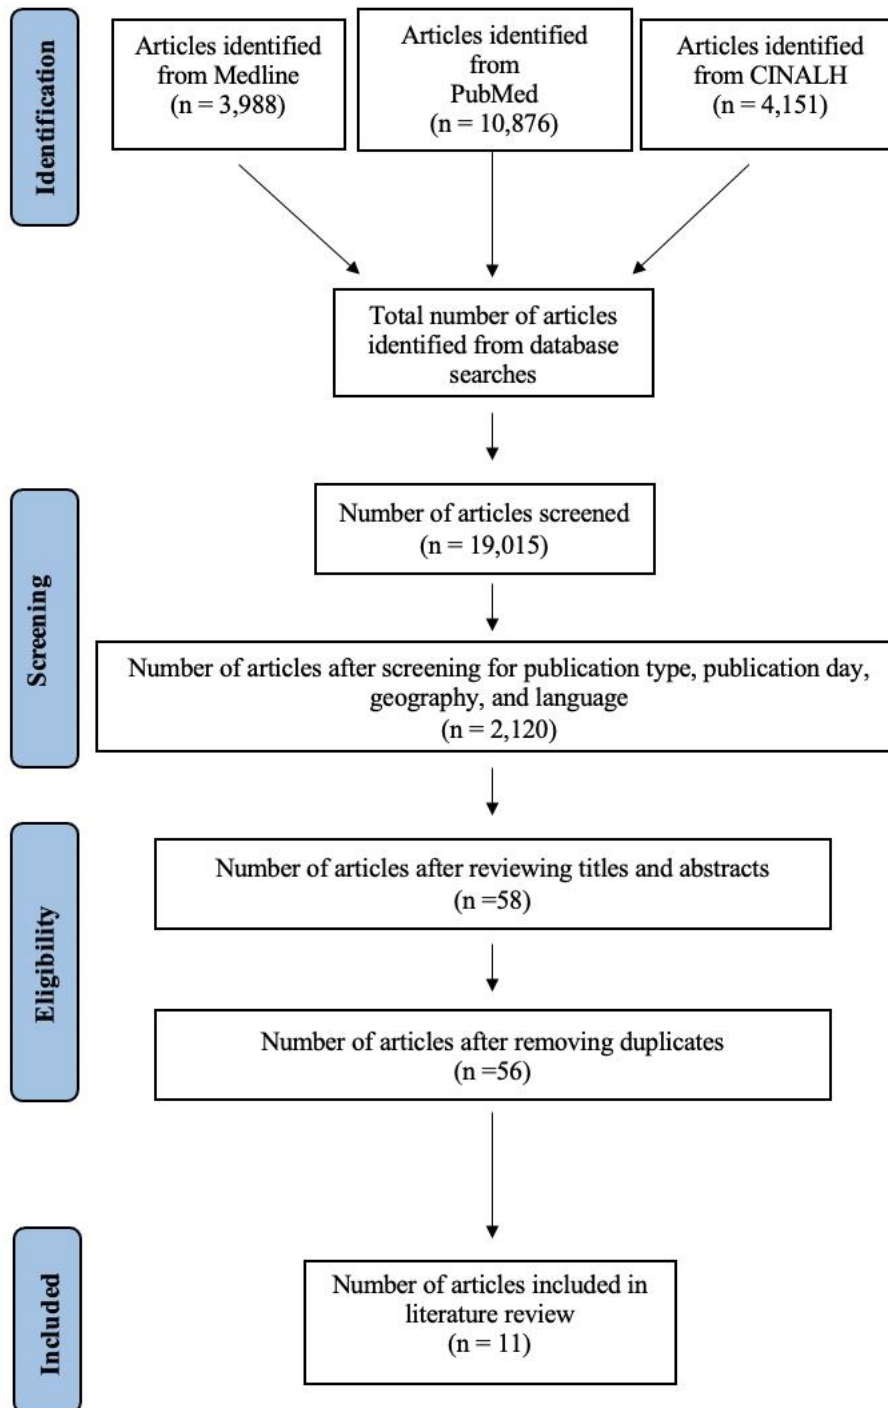 Identification
Articles identified
from Medline
(n = 3,988)
Articles identified
from
PubMed
(n = 10,876)
Articles identified
from CINALH
(n = 4,151)
Total number of articles
identified from database
searches
Screening
Number of articles screened
(n = 19,015)
Number of articles after screening for publication type, publication day,
geography, and language
(n = 2,120)
Eligibility
Number of articles after reviewing titles and abstracts
(n =58)
Number of articles after removing duplicates
(n =56)
Included
Number of articles included in
literature review
(n = 11)